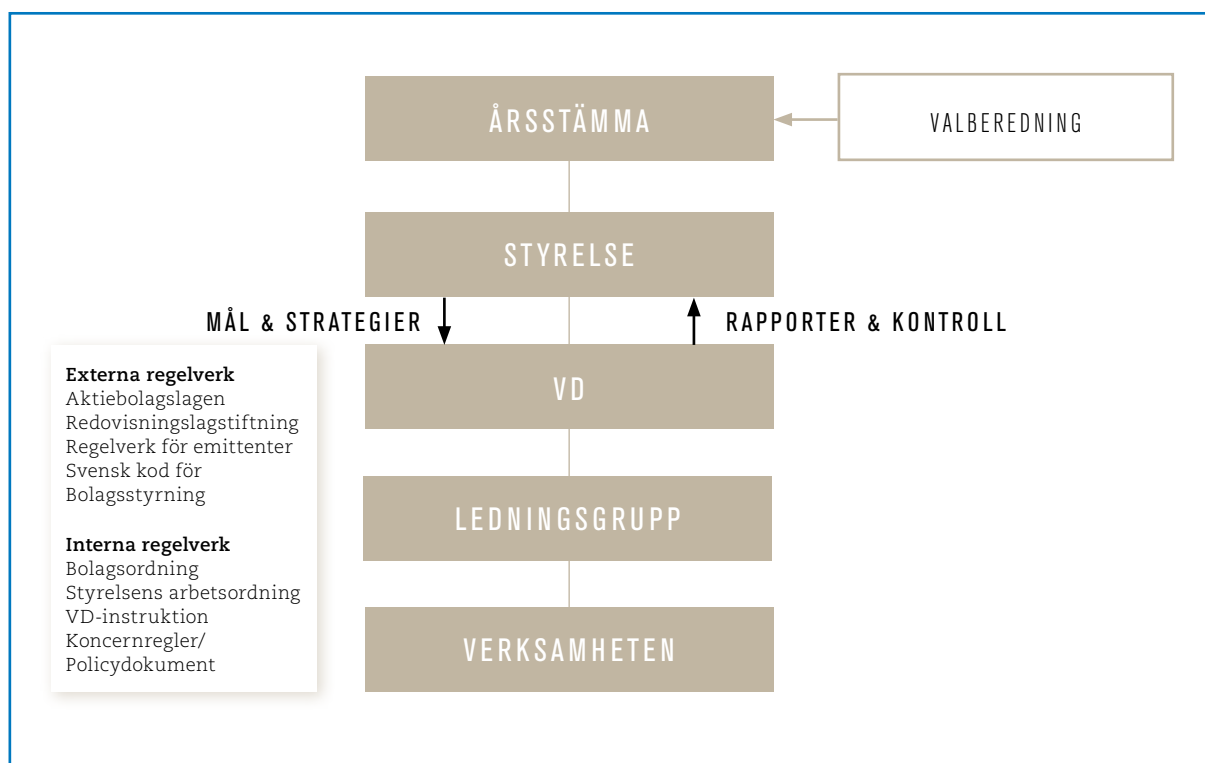 ÅRSSTÄMMA
VALBEREDNING
STYRELSE
MÅL & STRATEGIER
RAPPORTER & KONTROLL
VD
Externa regelverk
Aktiebolagslagen
Redovisningslagstiftning
Regelverk för emittenter
Svensk kod för
Bolagsstyrning
Interna regelverk
Bolagsordning
Styrelsens arbetsordning
VD-instruktion
Koncernregler/
Policydokument
LEDNINGSGRUPP
VERKSAMHETEN